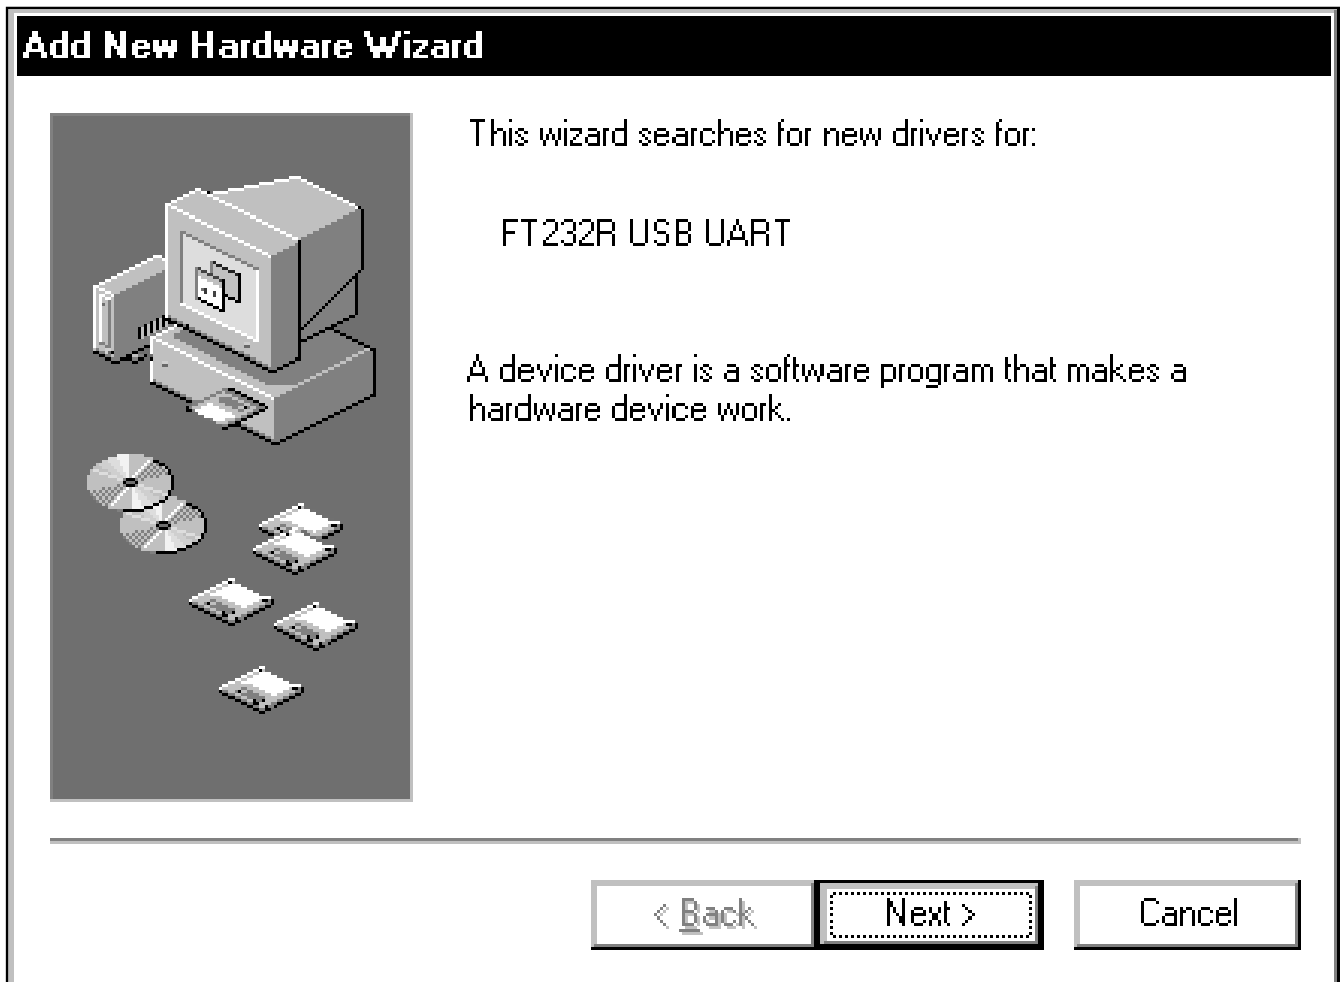 Add New Hardware Wizard
This wizard searches for new drivers for:
FT232R USB UART
A device driver is a software program that makes a
hardware device work.
< Back
Next >
Cancel